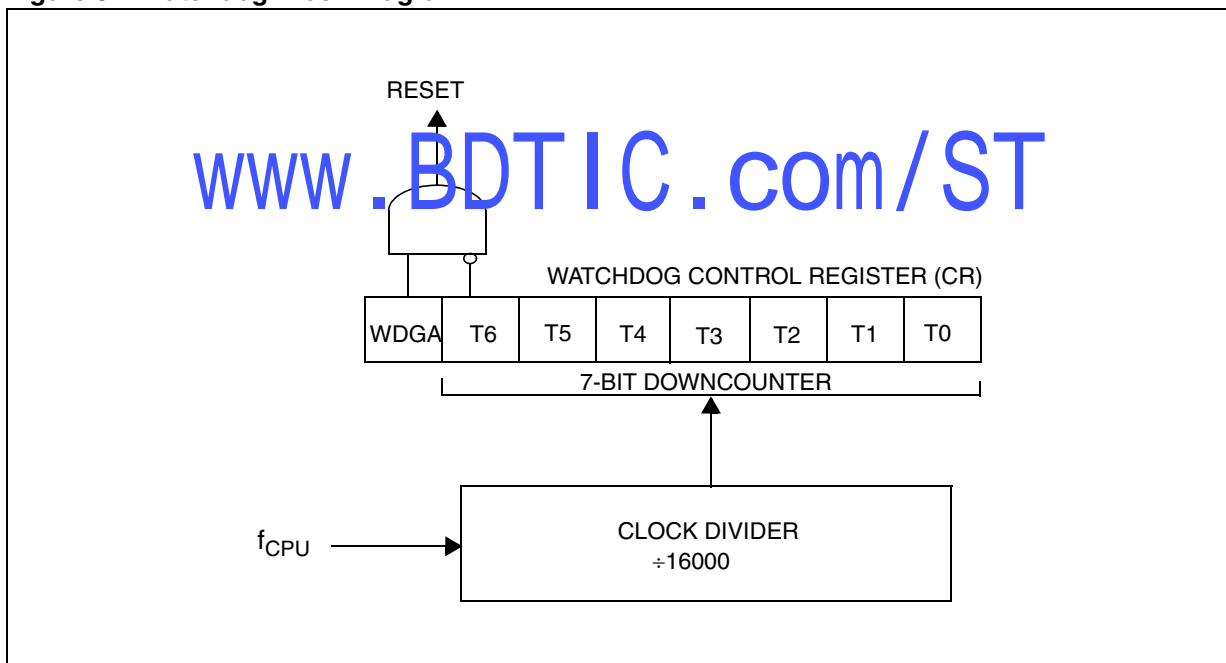 RESET
www.BDTIC.com/ST
WATCHDOG CONTROL REGISTER (CR)
WDGA T6 T5 T4 T3 T2 T1 T0
7-BIT DOWNCOUNTER
fCPU
CLOCK DIVIDER
÷16000